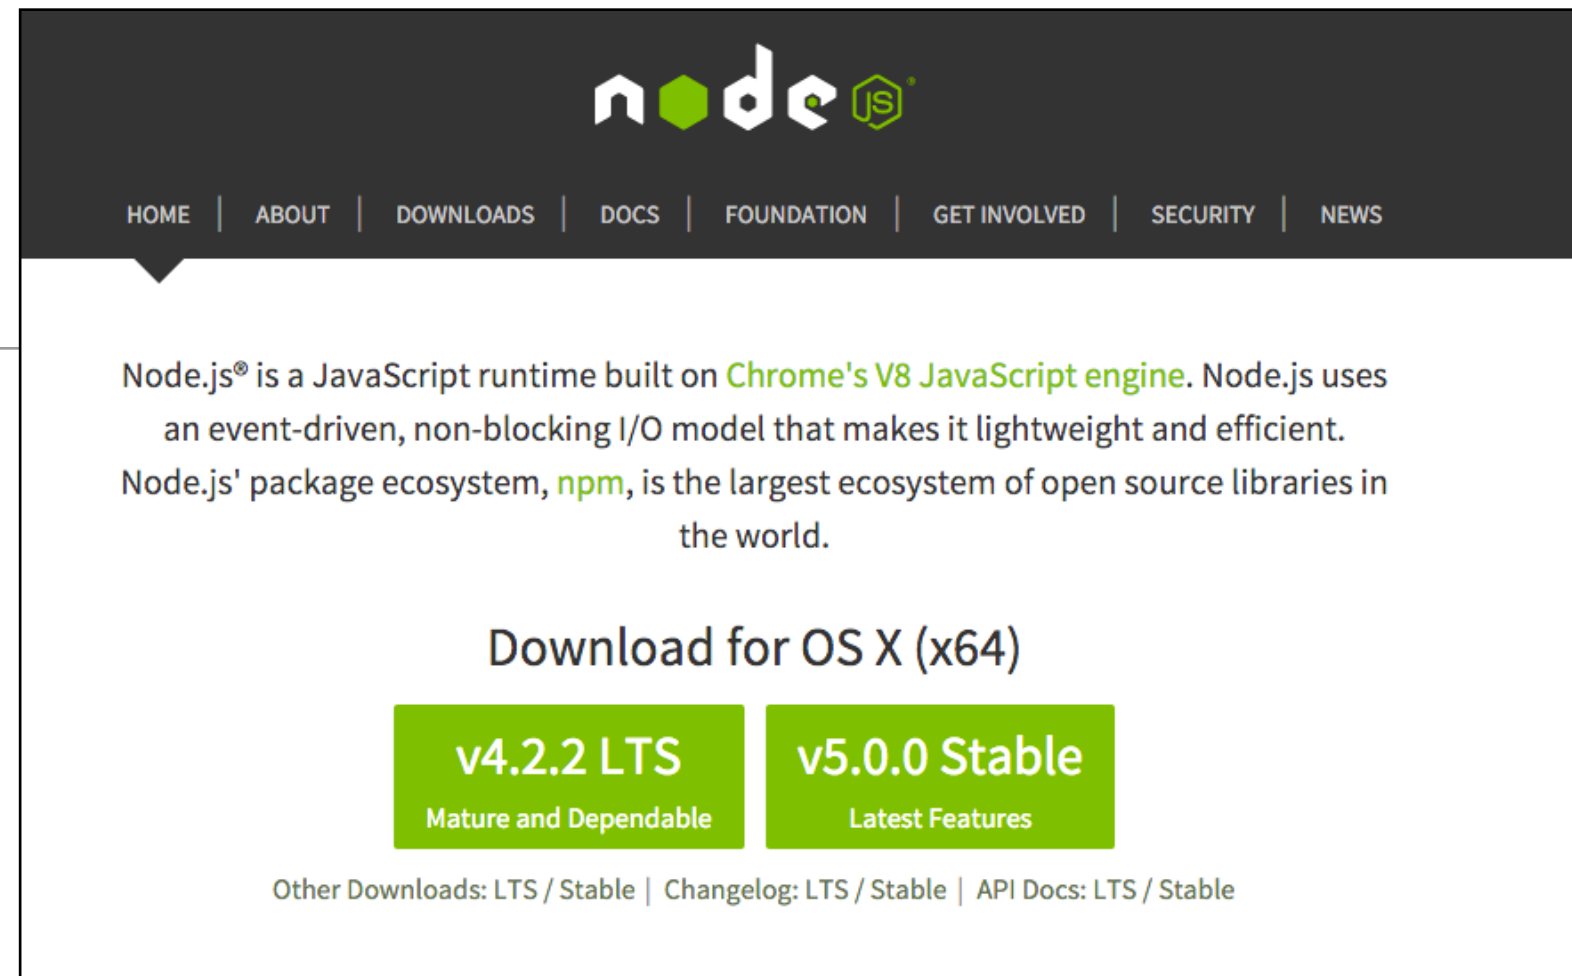 node JS®
HOME | ABOUT | DOWNLOADS | DOCS | FOUNDATION | GET INVOLVED | SECURITY | NEWS
Node.js® is a JavaScript runtime built on Chrome's V8 JavaScript engine. Node.js uses
an event-driven, non-blocking I/O model that makes it lightweight and efficient.
Node.js' package ecosystem, npm, is the largest ecosystem of open source libraries in
the world.
Download for OS X (x64)
v4.2.2 LTS
Mature and Dependable
v5.0.0 Stable
Latest Features
Other Downloads: LTS / Stable | Changelog: LTS / Stable | API Docs: LTS / Stable